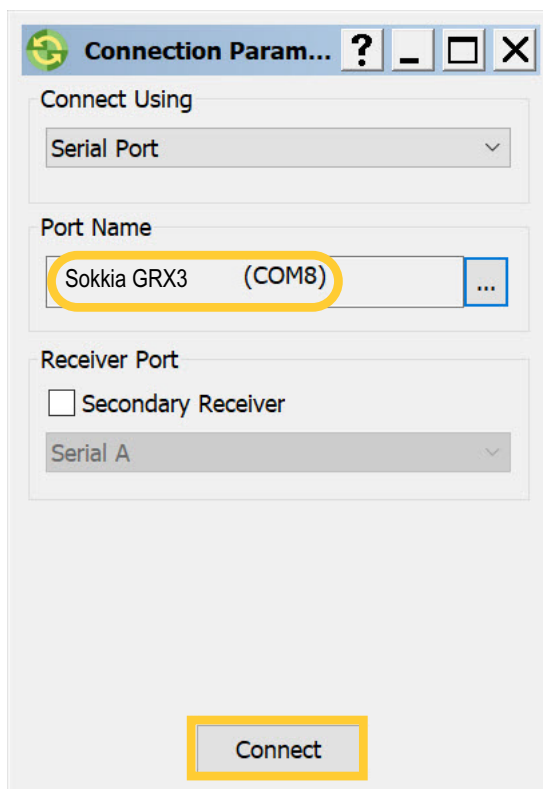 Connection Param... ?
Connect Using
Serial Port
Port Name
Sokkia GRX3 (COM8) ...
Receiver Port
Secondary Receiver
Serial A
Connect